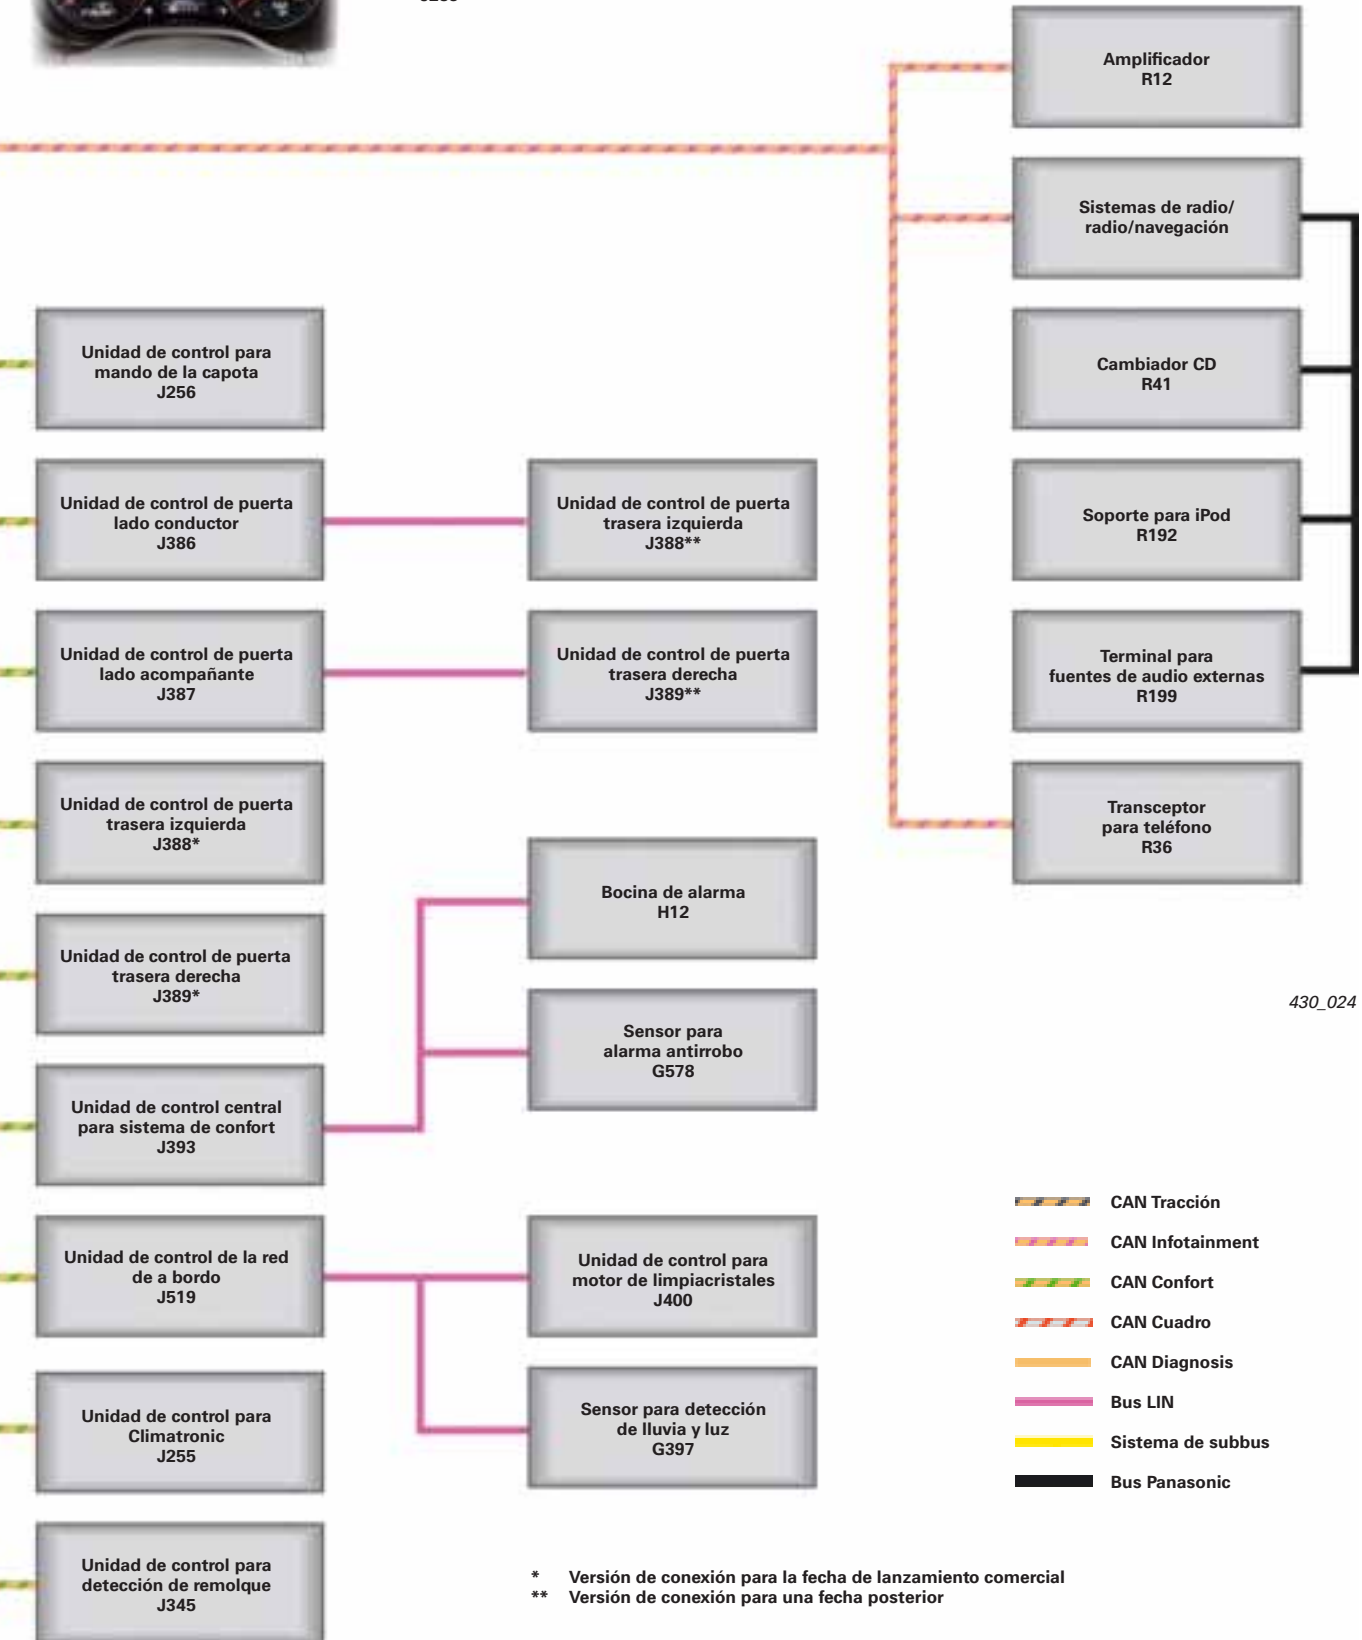 Amplificador
R12
Sistemas de radio/
radio/navegación
Unidad de control para
mando de la capota
J256
Cambiador CD
R41
Unidad de control de puerta
lado conductor
J386
Unidad de control de puerta
trasera izquierda
J388**
Soporte para iPod
R192
Unidad de control de puerta
lado acompañante
J387
Unidad de control de puerta
trasera derecha
J389**
Terminal para
fuentes de audio externas
R199
Unidad de control de puerta
trasera izquierda
J388*
Transceptor
para teléfono
R36
Bocina de alarma
H12
Unidad de control de puerta
trasera derecha
J389*
Sensor para
alarma antirrobo
G578
430_024
Unidad de control central
para sistema de confort
J393
Unidad de control de la red
de a bordo
J519
Unidad de control para
motor de limpiacristales
J400
Unidad de control para
Climatronic
J255
Sensor para detección
de lluvia y luz
G397
CAN Tracción
CAN Infotainment
CAN Confort
CAN Cuadro
CAN Diagnosis
Bus LIN
Sistema de subbus
Bus Panasonic
Unidad de control para
detección de remolque
J345
* Versión de conexión para la fecha de lanzamiento comercial
** Versión de conexión para una fecha posterior